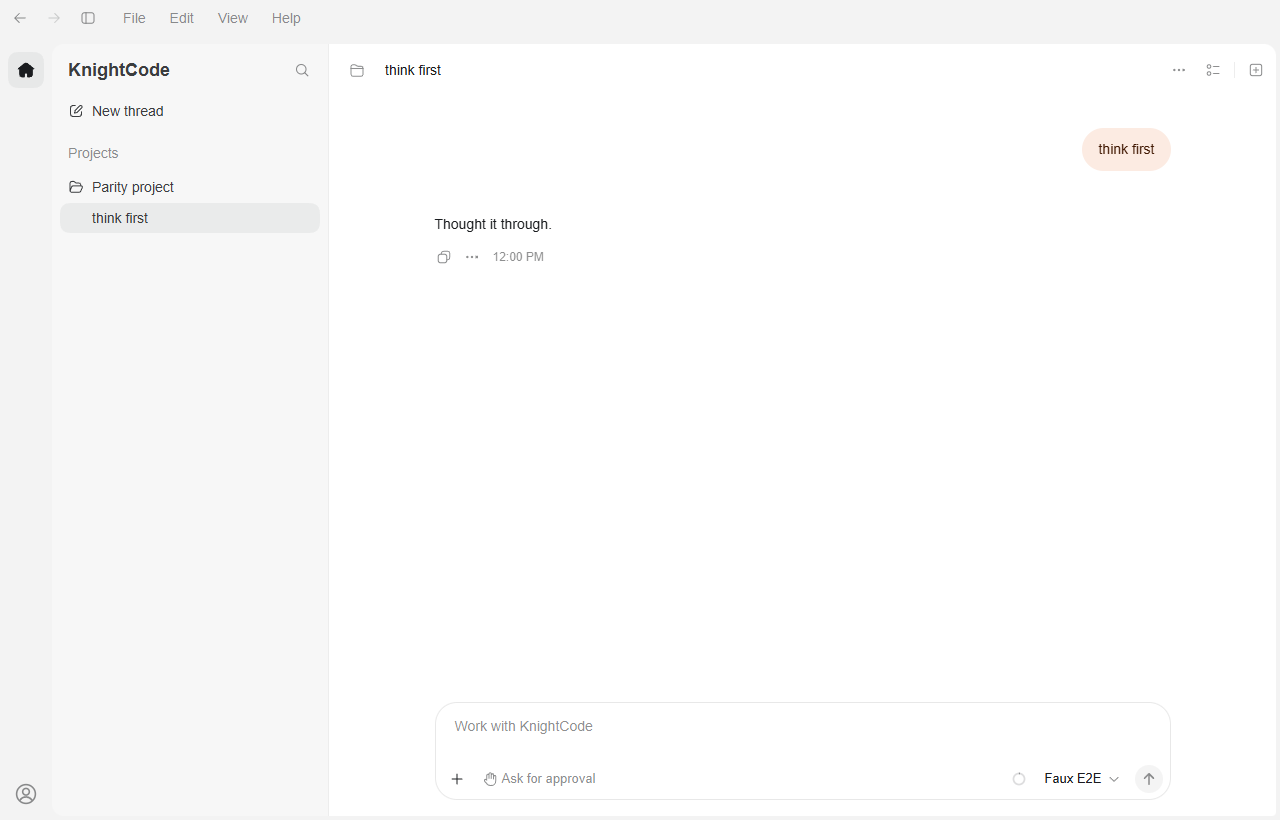 File Edit View Help
KnightCode
New thread
Projects
Parity project
think first
think first
think first
Thought it through.
12:00 PM
Work with KnightCode
Ask for approval
Faux E2E